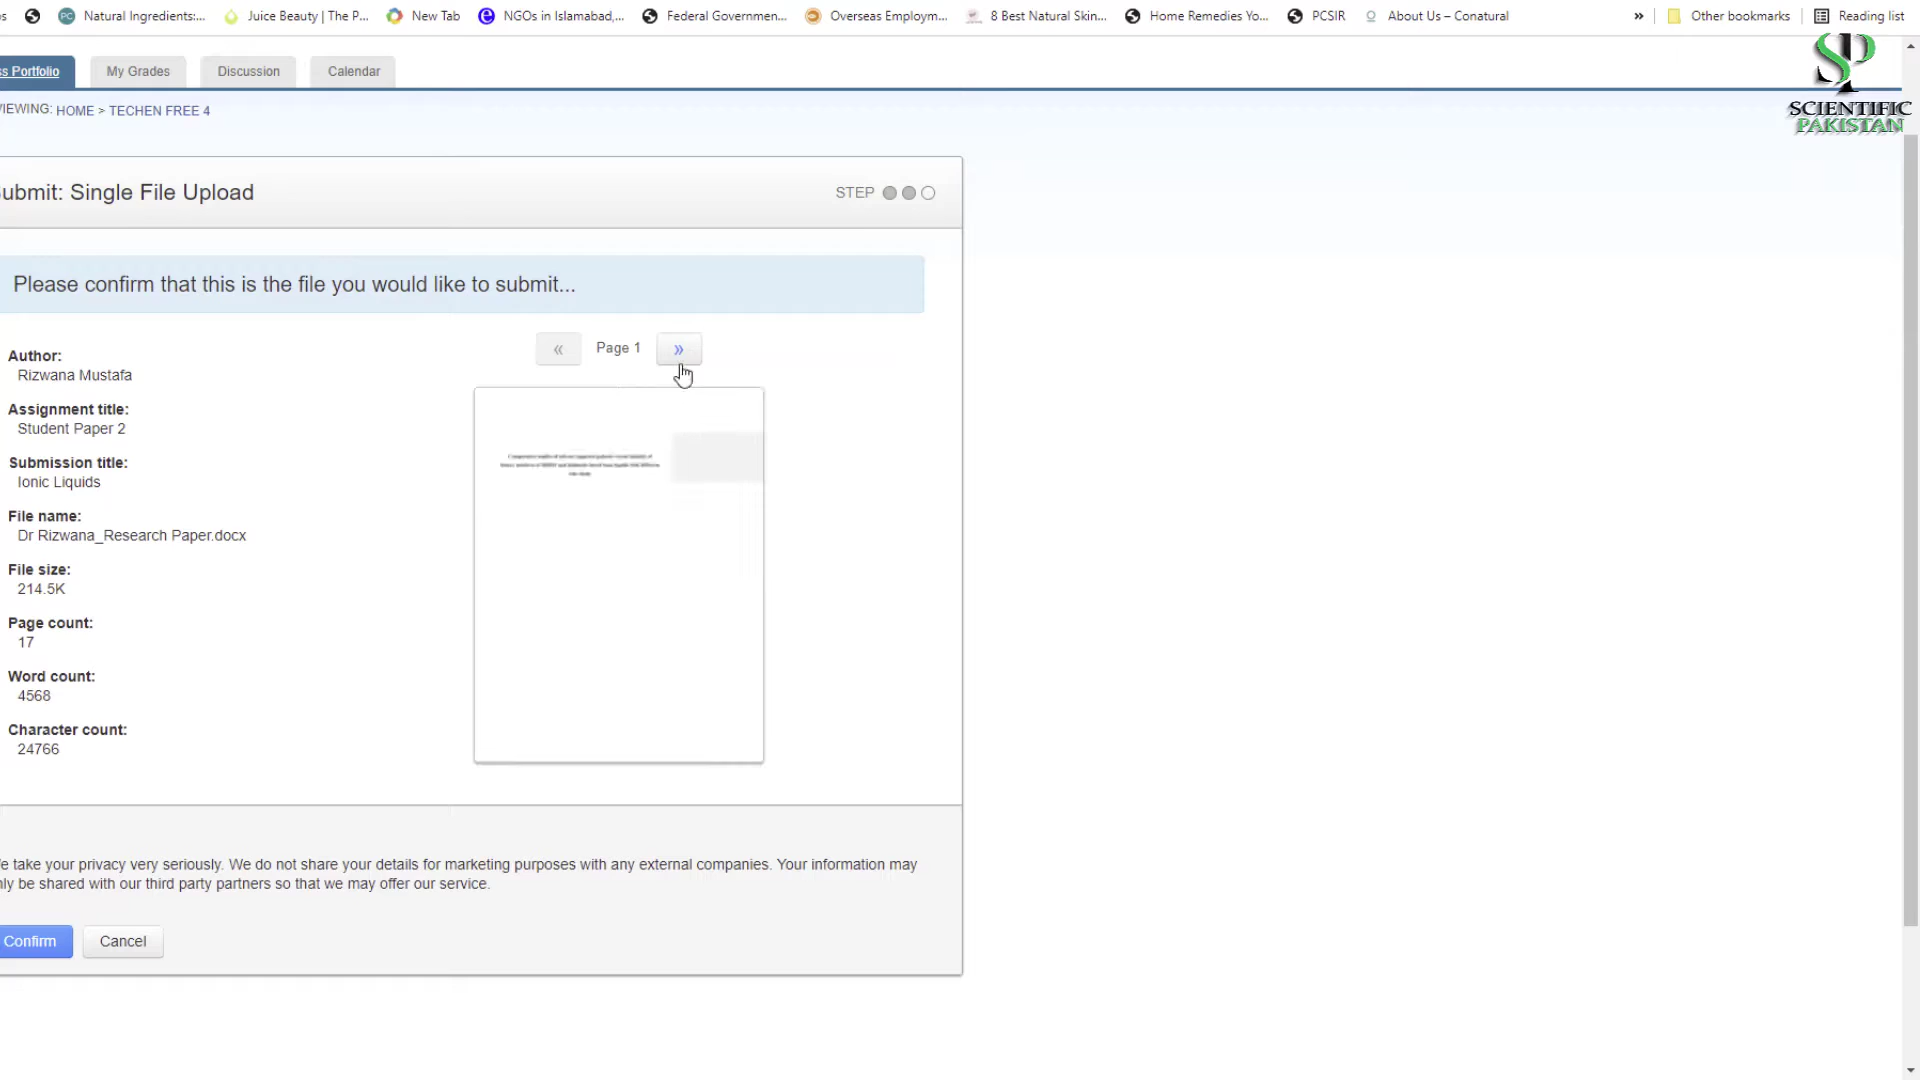 Natural Ingredients:...
Juice Beauty | The P...
New Tab
NGOs in Islamabad,...
Federal Governmen...
Overseas Employm...
8 Best Natural Skin...
Home Remedies Yo...
PCSIR
About Us – Conatural
»
Other bookmarks
Reading list
ss Portfolio
My Grades
Discussion
Calendar
SP
SCIENTIFIC
PAKISTAN
VIEWING: HOME > TECHEN FREE 4
ubmit: Single File Upload
STEP
Please confirm that this is the file you would like to submit...
« Page 1 »
Author:
Rizwana Mustafa
Assignment title:
Student Paper 2
Submission title:
Ionic Liquids
File name:
Dr Rizwana_Research Paper.docx
File size:
214.5K
Page count:
17
Word count:
4568
Character count:
24766
e take your privacy very seriously. We do not share your details for marketing purposes with any external companies. Your information may
nly be shared with our third party partners so that we may offer our service.
Confirm
Cancel